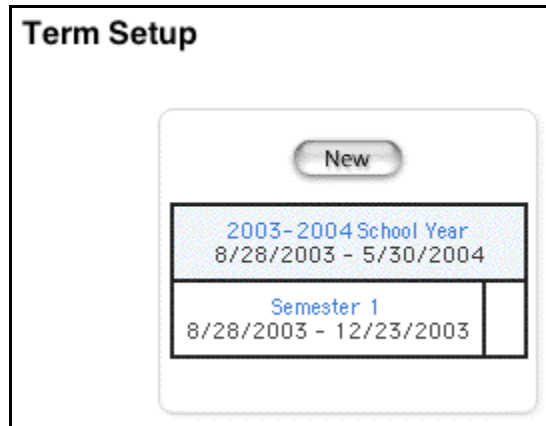 Term Setup
New
2003-2004 School Year
8/28/2003 - 5/30/2004
Semester 1
8/28/2003 - 12/23/2003